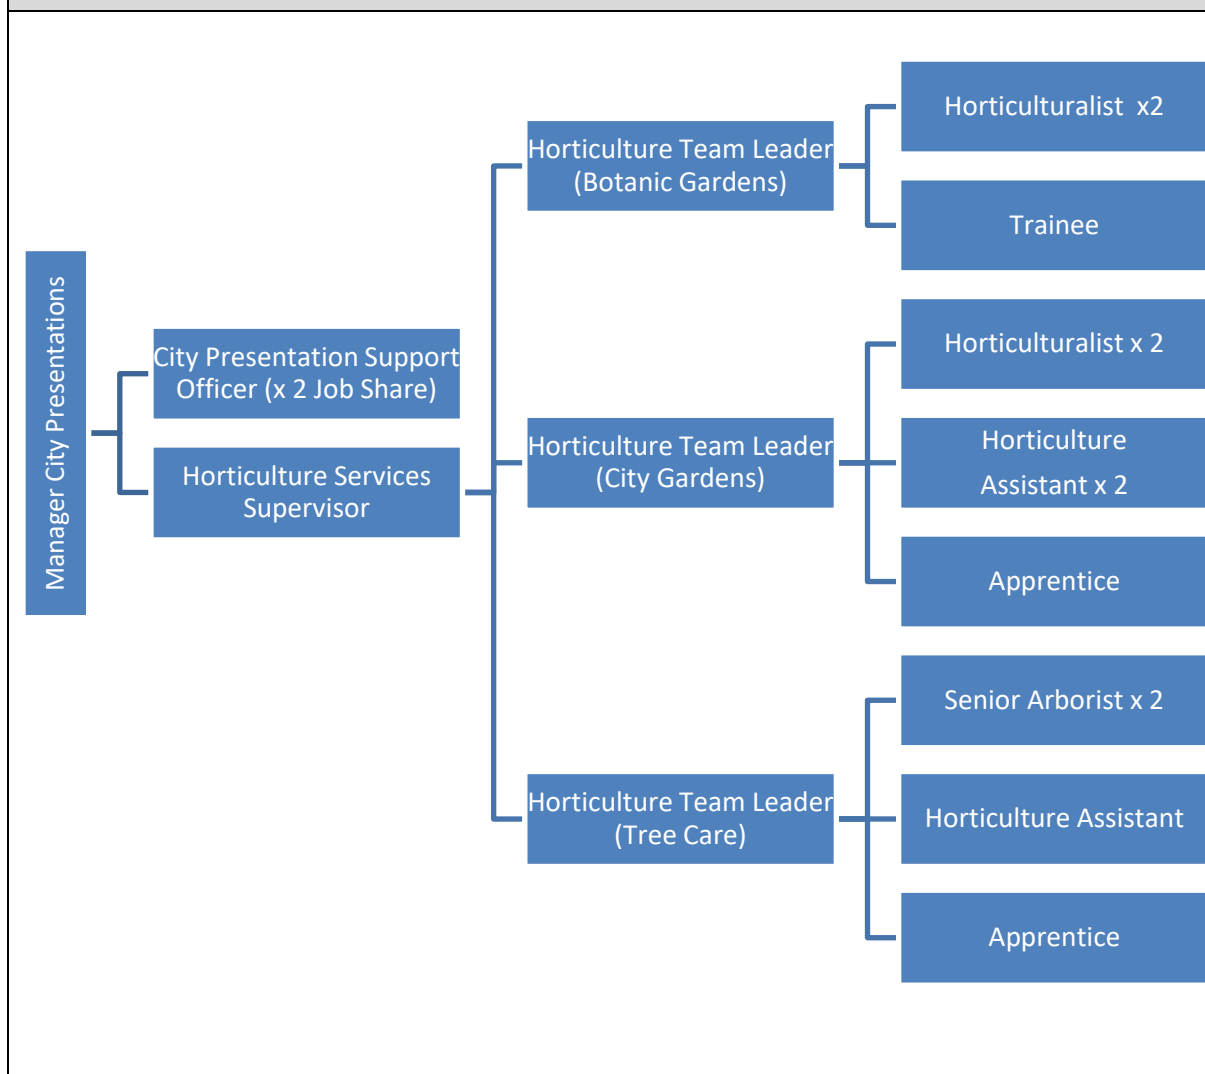 Manager City Presentations
City Presentation Support
Officer (x 2 Job Share)
Horticulture Services
Supervisor
Horticulture Team Leader
(Botanic Gardens)
Horticulturalist  x2
Trainee
Horticulture Team Leader
(City Gardens)
Horticulturalist x 2
Horticulture
Assistant x 2
Apprentice
Horticulture Team Leader
(Tree Care)
Senior Arborist x 2
Horticulture Assistant
Apprentice